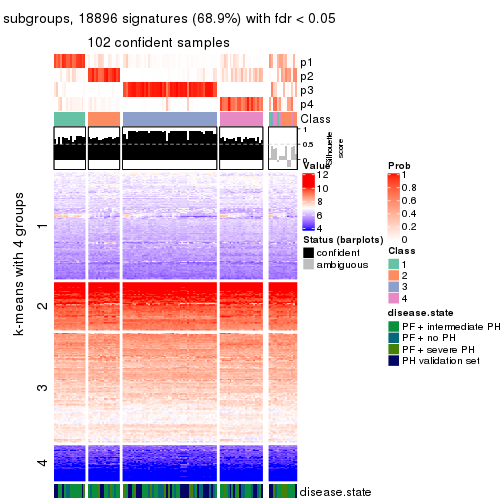 subgroups, 18896 signatures (68.9%) with fdr < 0.05
102 confident samples
p1
p2
p3
p4
Class
1
0.5
0
Silhouette
score
k-means with 4 groups
1
2
3
4
disease.state
Value
12
10
8
6
4
Status (barplots)
confident
ambiguous
Prob
1
0.8
0.6
0.4
0.2
0
Class
1
2
3
4
disease.state
PF + intermediate PH
PF + no PH
PF + severe PH
PH validation set